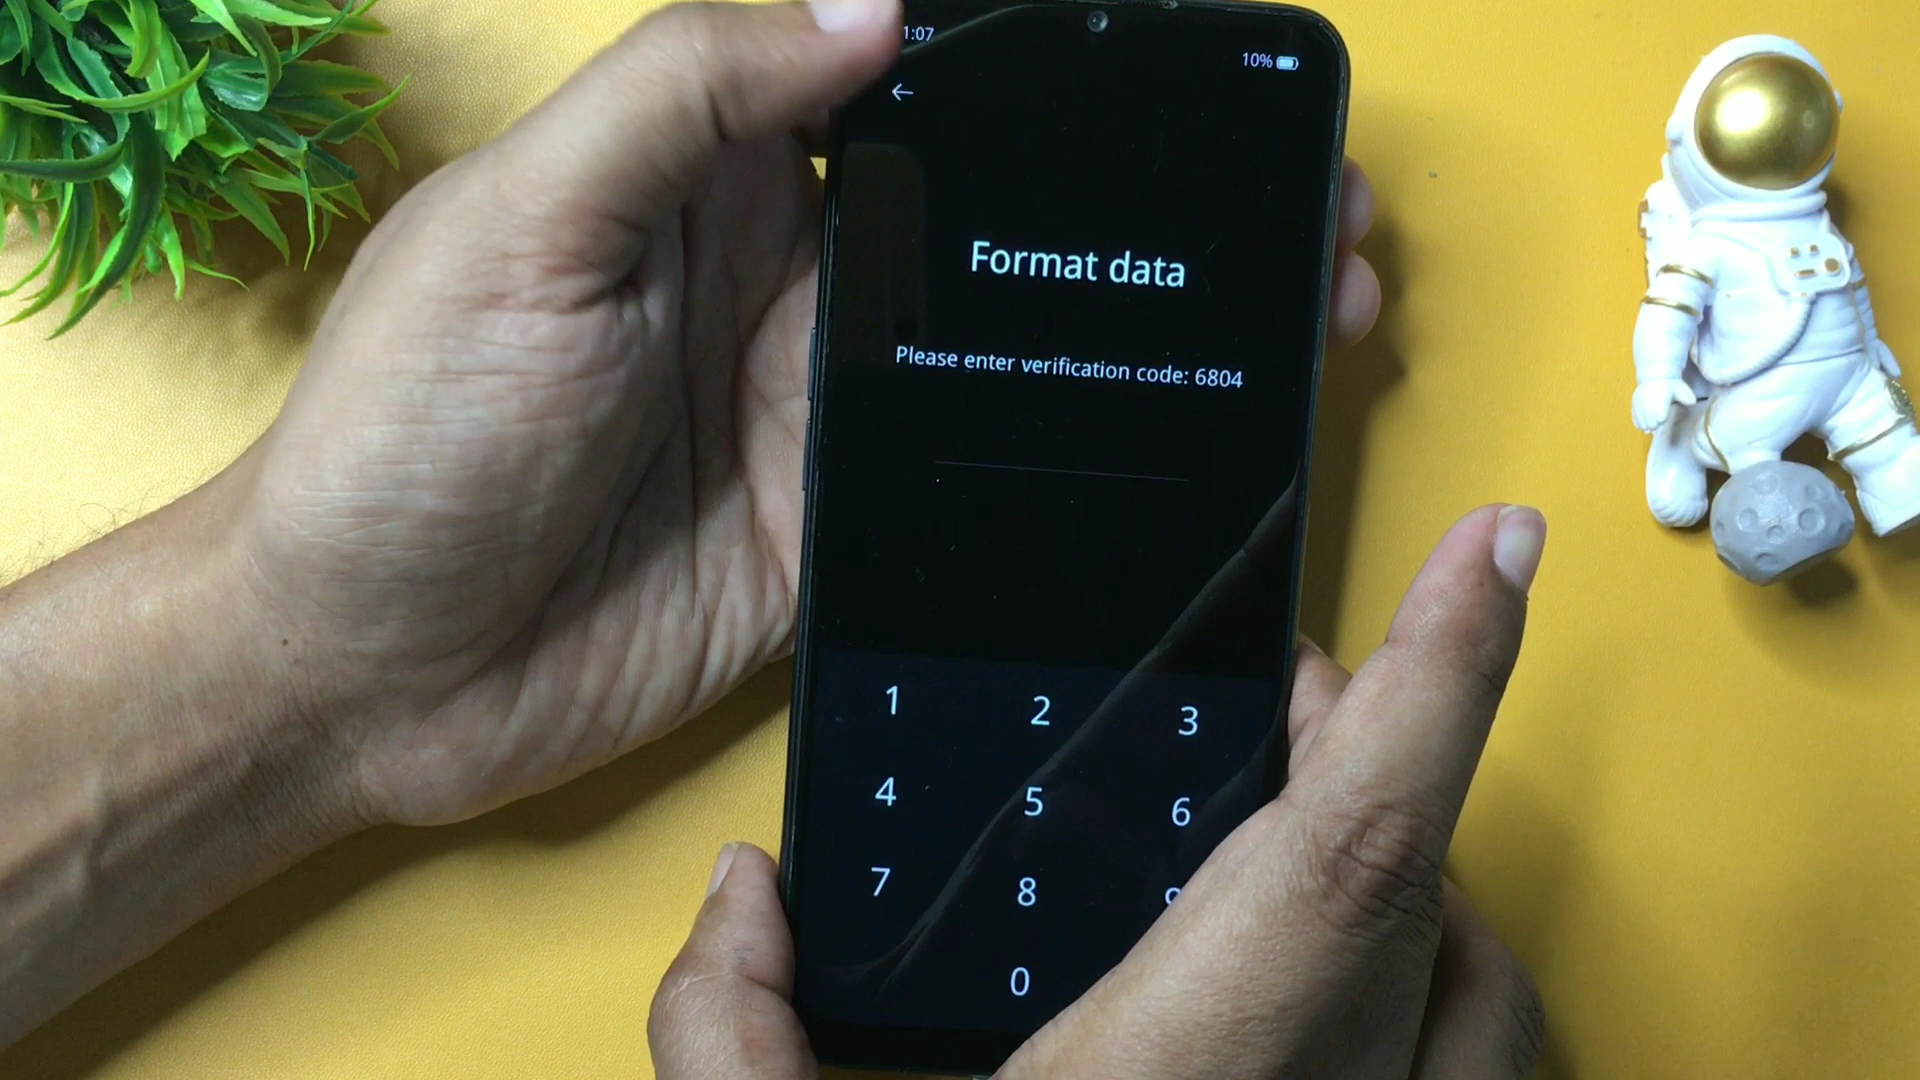 1:07
10%
Format data
Please enter verification code: 6804
1 2 3
4 5 6
7 8
0